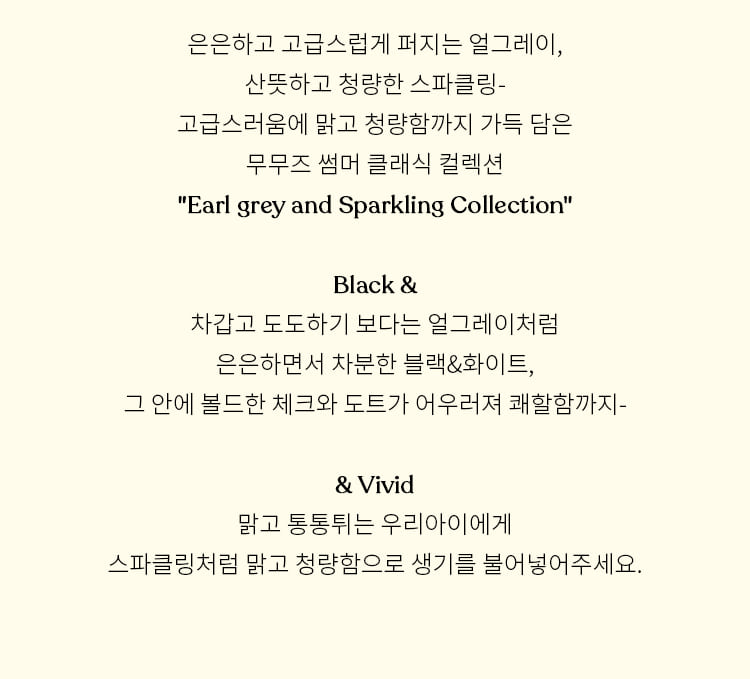 은은하고 고급스럽게 퍼지는 얼그레이,
산뜻하고 청량한 스파클링-
고급스러움에 맑고 청량함까지 가득 담은
무무즈 썸머 클래식 컬렉션
"Earl grey and Sparkling Collection"
Black &
차갑고 도도하기 보다는 얼그레이처럼
은은하면서 차분한 블랙&화이트,
그 안에 볼드한 체크와 도트가 어우러져 쾌할함까지-
& Vivid
맑고 통통튀는 우리아이에게
스파클링처럼 맑고 청량함으로 생기를 불어넣어주세요.